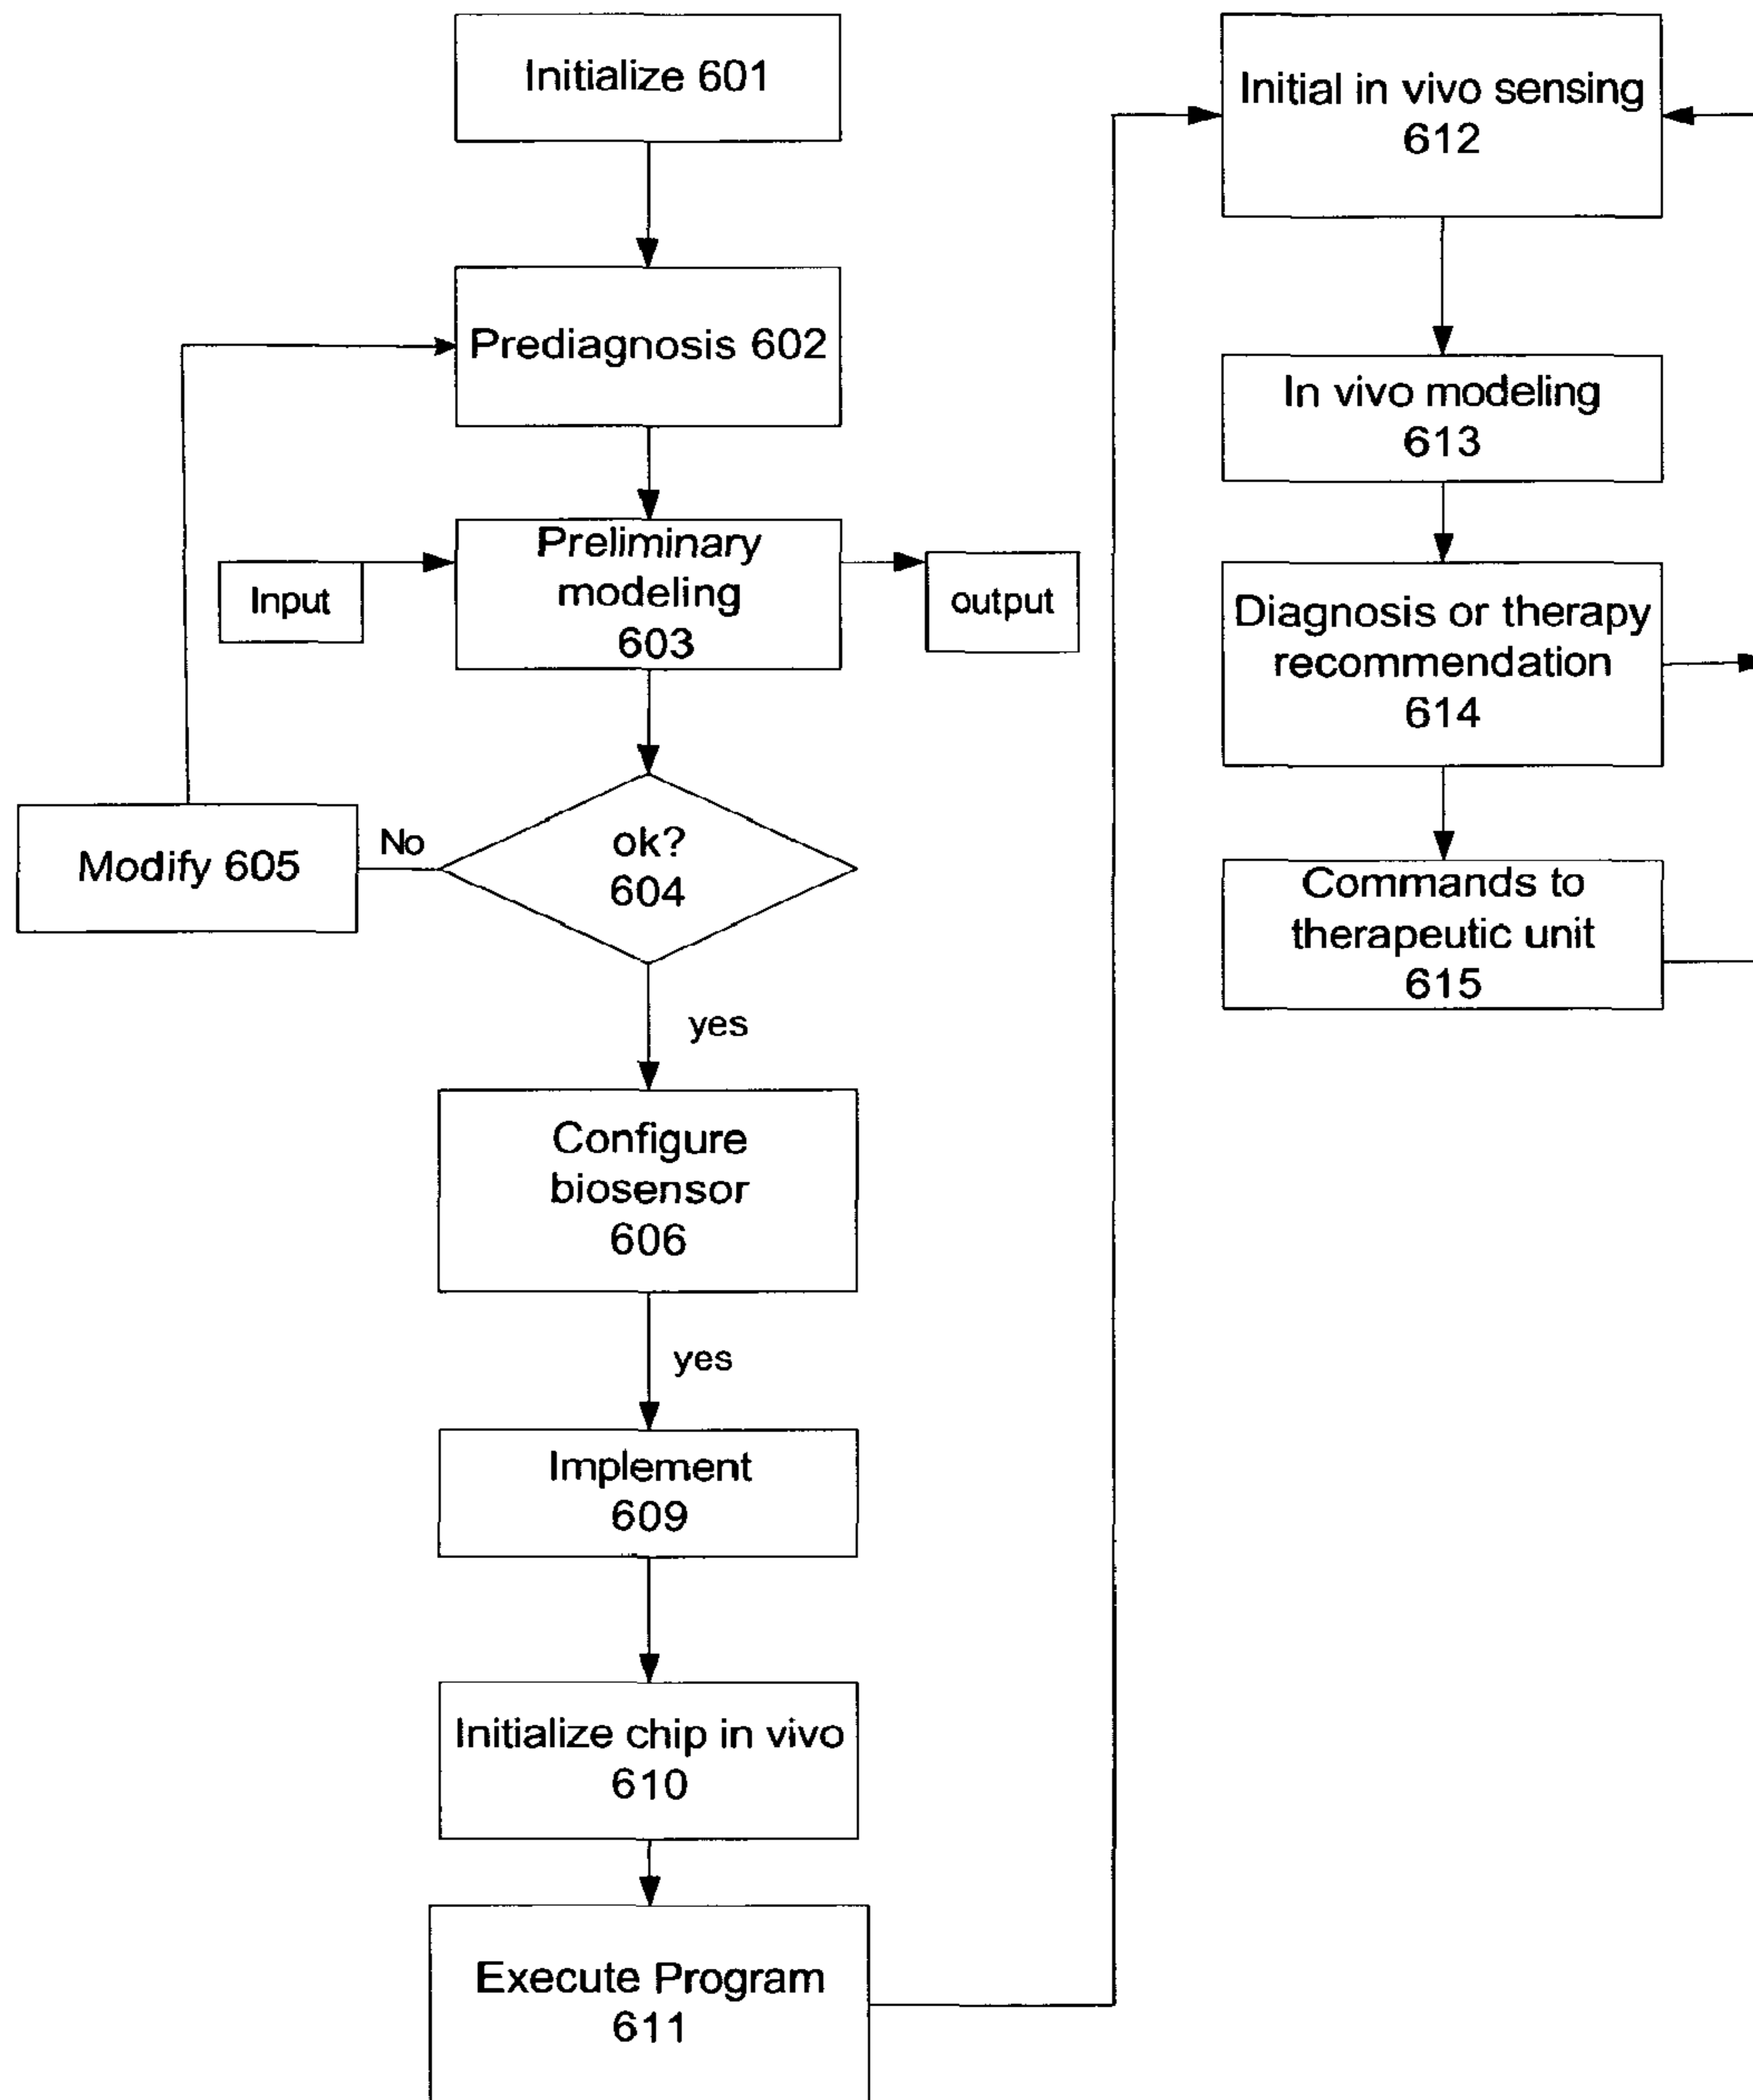 Initialize 601
Prediagnosis 602
Input
Preliminary
modeling
603
output
ok?
604
No
Modify 605
yes
Configure
biosensor
606
yes
Implement
609
Initialize chip in vivo
610
Execute Program
611
Initial in vivo sensing
612
In vivo modeling
613
Diagnosis or therapy
recommendation
614
Commands to
therapeutic unit
615